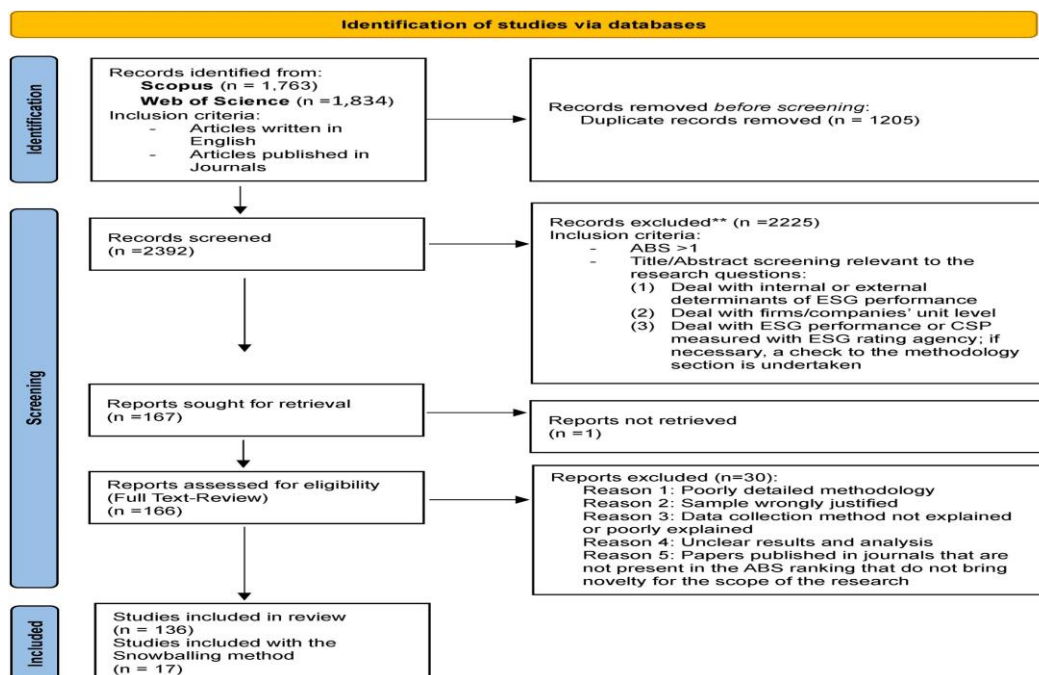 Identification of studies via databases
Identification
Records identified from:
Scopus (n = 1,763)
Web of Science (n =1,834)
Inclusion criteria:
- Articles written in
English
- Articles published in
Journals
Records removed before screening:
Duplicate records removed (n = 1205)
Screening
Records screened
(n =2392)
Records excluded** (n =2225)
Inclusion criteria:
- ABS >1
- Title/Abstract screening relevant to the
research questions:
(1) Deal with internal or external
determinants of ESG performance
(2) Deal with firms/companies' unit level
(3) Deal with ESG performance or CSP
measured with ESG rating agency; if
necessary, a check to the methodology
section is undertaken
Reports sought for retrieval
(n =167)
Reports not retrieved
(n =1)
Reports assessed for eligibility
(Full Text-Review)
(n =166)
Reports excluded (n=30):
Reason 1: Poorly detailed methodology
Reason 2: Sample wrongly justified
Reason 3: Data collection method not explained
or poorly explained
Reason 4: Unclear results and analysis
Reason 5: Papers published in journals that are
not present in the ABS ranking that do not bring
novelty for the scope of the research
Included
Studies included in review
(n = 136)
Studies included with the
Snowballing method
(n = 17)